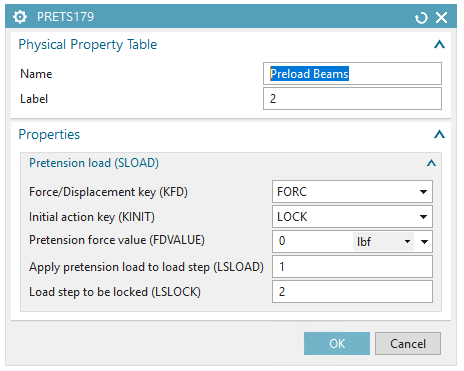 PRETS179
Physical Property Table
Name Preload Beams
Label 2
Properties
Pretension load (SLOAD)
Force/Displacement key (KFD) FORC
Initial action key (KINIT) LOCK
Pretension force value (FDVALUE) 0 lbf
Apply pretension load to load step (LSLOAD) 1
Load step to be locked (LSLOCK) 2
OK Cancel